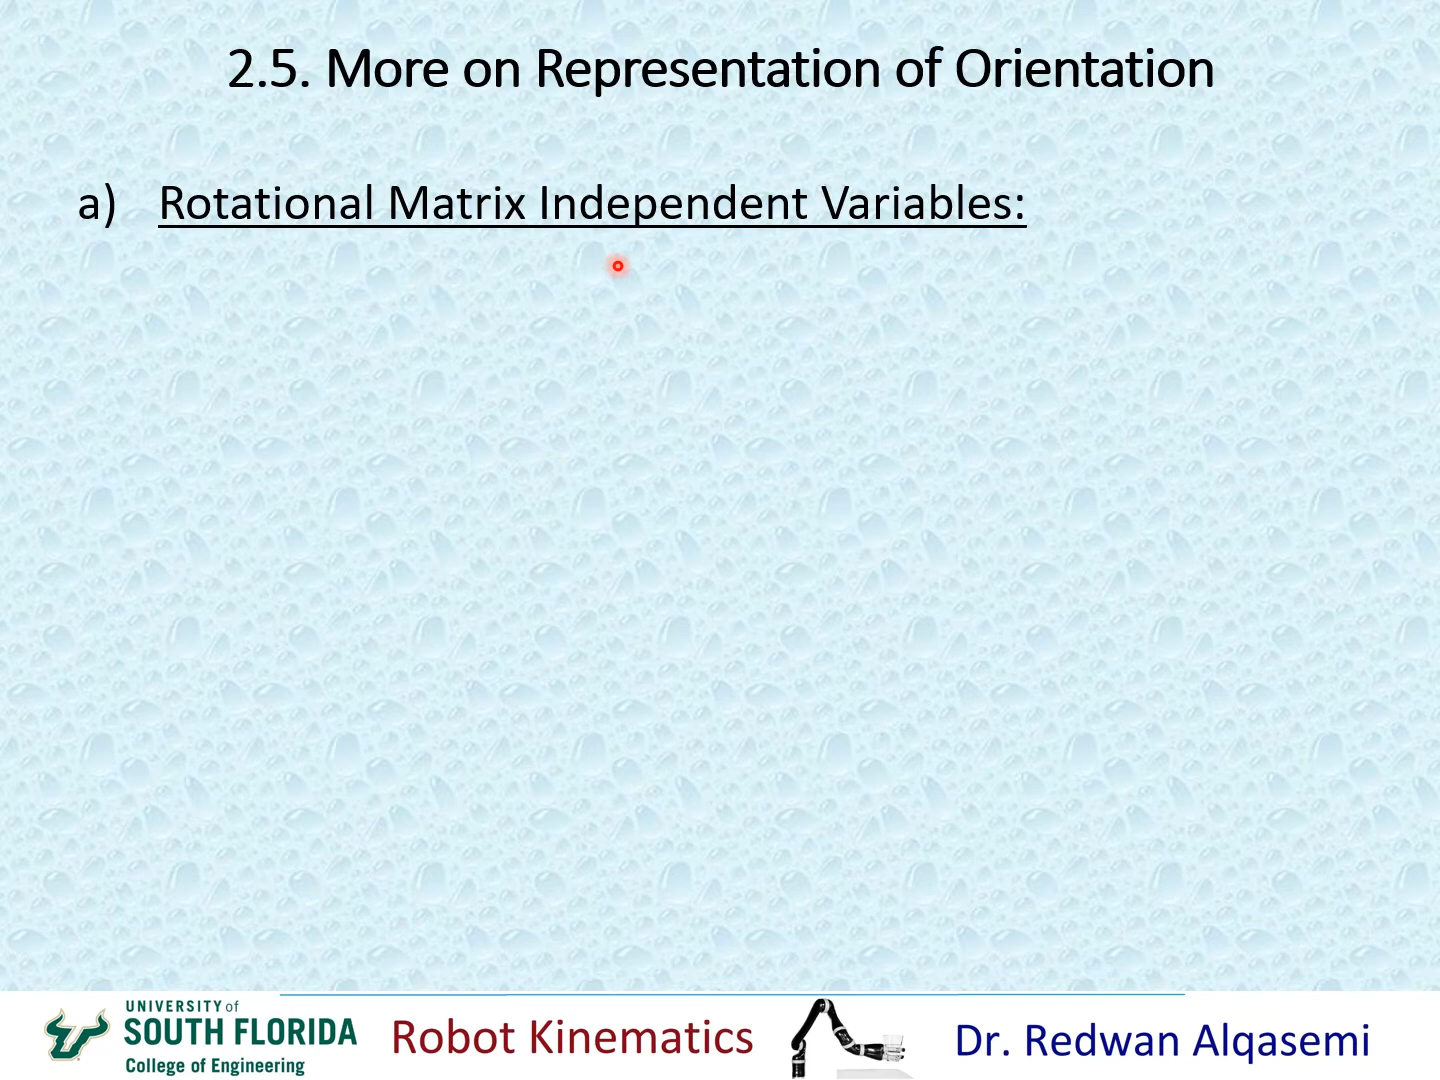 2.5. More on Representation of Orientation
a) Rotational Matrix Independent Variables:
UNIVERSITY of
SOUTH FLORIDA
College of Engineering
Robot Kinematics
Dr. Redwan Alqasemi